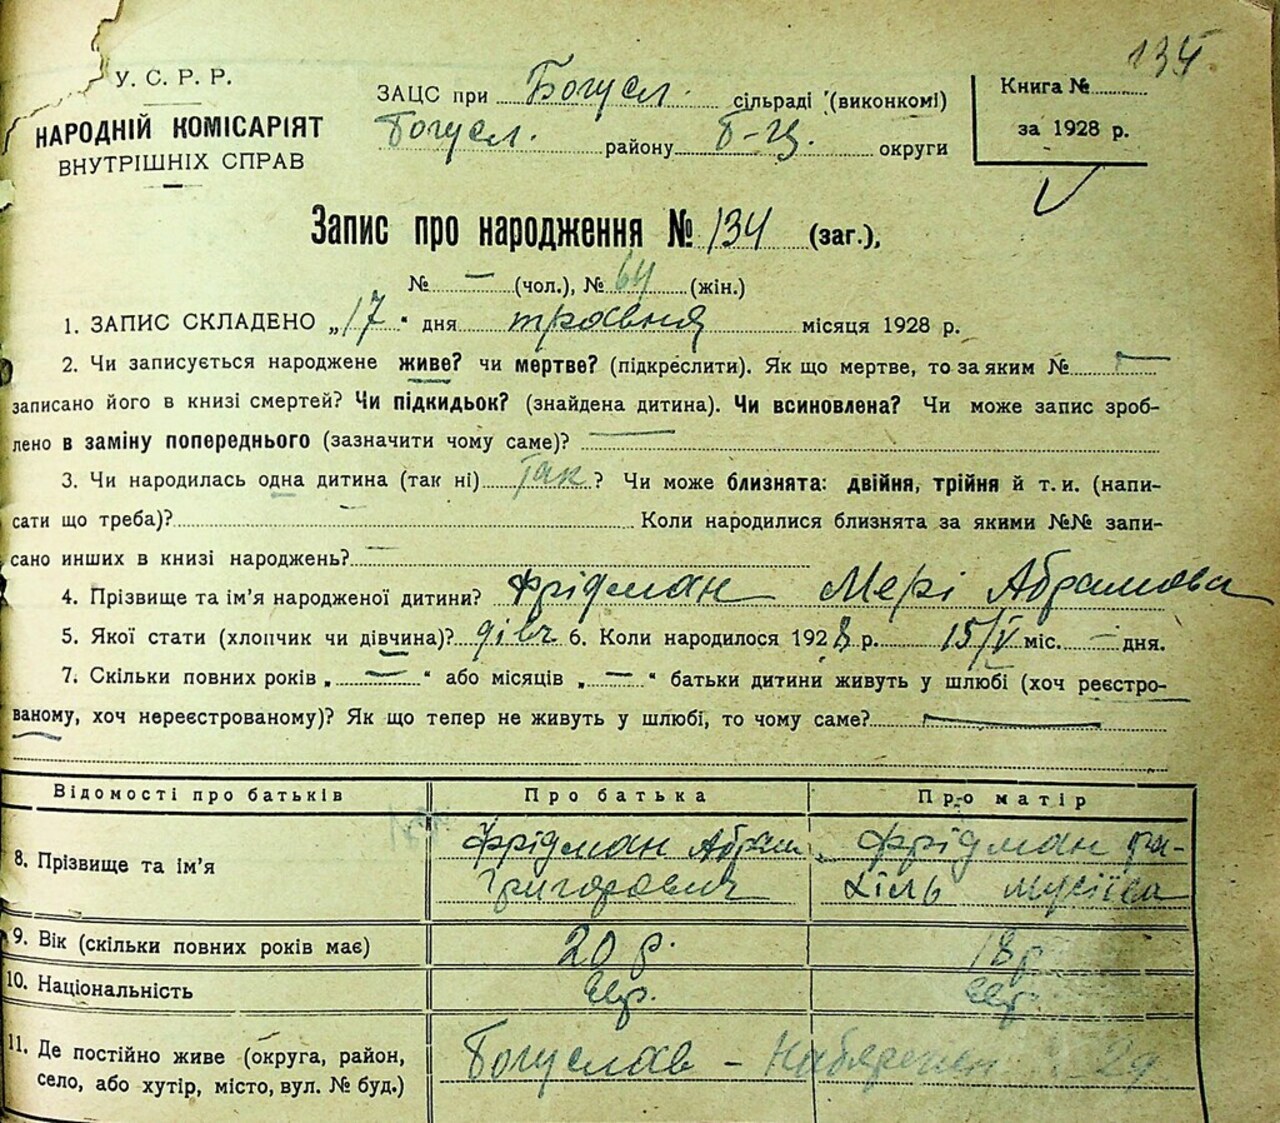 134
У. С. Р. Р.
НАРОДНІЙ КОМІСАРІЯТ
ВНУТРІШНІХ СПРАВ
ЗАЦС при Богусл. сільраді (виконкомі)
Богусл. району Б-Ц. округи
Книга №
за 1928 р.
Запис про народження № 134 (заг.),
№ — (чол.), № 64 (жін.)
1. ЗАПИС СКЛАДЕНО „17“ дня травня місяця 1928 р.
2. Чи записується народжене живе? чи мертве? (підкреслити). Як що мертве, то за яким № —
записано його в книзі смертей? Чи підкидьок? (знайдена дитина). Чи всиновлена? Чи може запис зроб-
лено в заміну попереднього (зазначити чому саме)? —
3. Чи народилась одна дитина (так ні) так ? Чи може близнята: двійня, трійня й т. и. (напи-
сати що треба)? — Коли народилися близнята за якими №№ запи-
сано инших в книзі народжень? —
4. Прізвище та ім’я народженої дитини? Фрідман Мері Абрамова
5. Якої стати (хлопчик чи дівчина)? дівч 6. Коли народилося 1928 р. 15/V міс. — дня.
7. Скільки повних років „ — “ або місяців „ — “ батьки дитини живуть у шлюбі (хоч реєстро-
ваному, хоч нереєстрованому)? Як що тепер не живуть у шлюбі, то чому саме? —
Відомості про батьків Про батька Про матір
8. Прізвище та ім’я Фрідман Абрам Григорович Фрідман Ра-
хіль Мусіїва
9. Вік (скільки повних років має) 20 р. 18 р
10. Національність евр. евр.
11. Де постійно живе (округа, район,
село, або хутір, місто, вул. № буд.) Богуслав -